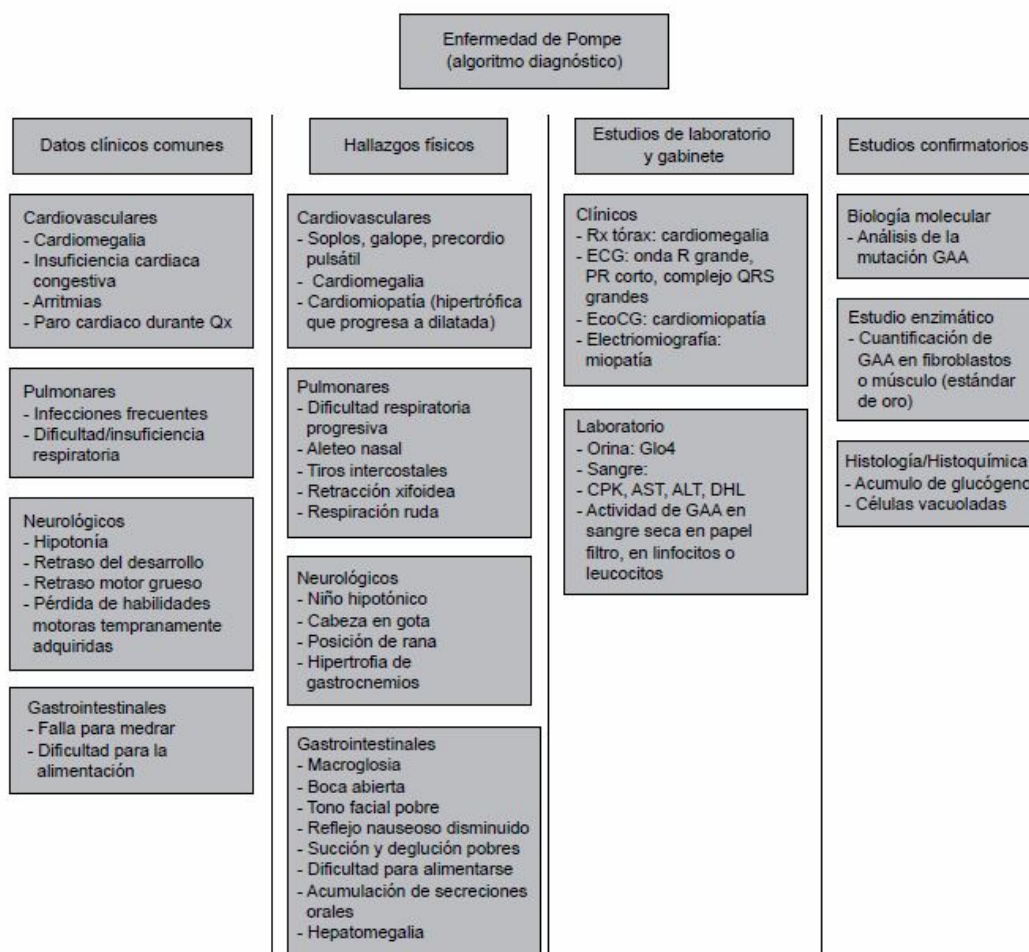 Enfermedad de Pompe
(algoritmo diagnóstico)
Datos clínicos comunes
Cardiovasculares
- Cardiomegalia
- Insuficiencia cardiaca
congestiva
- Arritmias
- Paro cardiaco durante Qx
Pulmonares
- Infecciones frecuentes
- Dificultad/insuficiencia
respiratoria
Neurológicos
- Hipotonía
- Retraso del desarrollo
- Retraso motor grueso
- Pérdida de habilidades
motoras tempranamente
adquiridas
Gastrointestinales
- Falla para medrar
- Dificultad para la
alimentación
Hallazgos físicos
Cardiovasculares
- Soplos, galope, precordio
pulsátil
- Cardiomegalia
- Cardiomiopatía (hipertrófica
que progresa a dilatada)
Pulmonares
- Dificultad respiratoria
progresiva
- Aleteo nasal
- Tiros intercostales
- Retracción xifoidea
- Respiración ruda
Neurológicos
- Niño hipotónico
- Cabeza en gota
- Posición de rana
- Hipertrofia de
gastrocnemios
Gastrointestinales
- Macroglosia
- Boca abierta
- Tono facial pobre
- Reflejo nauseoso disminuido
- Succión y deglución pobres
- Dificultad para alimentarse
- Acumulación de secreciones
orales
- Hepatomegalia
Estudios de laboratorio
y gabinete
Clínicos
- Rx tórax: cardiomegalia
- ECG: onda R grande,
PR corto, complejo QRS
grandes
- EcoCG: cardiomiopatía
- Electriomiografía:
miopatía
Laboratorio
- Orina: Glo4
- Sangre:
- CPK, AST, ALT, DHL
- Actividad de GAA en
sangre seca en papel
filtro, en linfocitos o
leucocitos
Estudios confirmatorios
Biología molecular
- Análisis de la
mutación GAA
Estudio enzimático
- Cuantificación de
GAA en fibroblastos
o músculo (estándar
de oro)
Histología/Histoquímica
- Acumulo de glucógeno
- Células vacuoladas